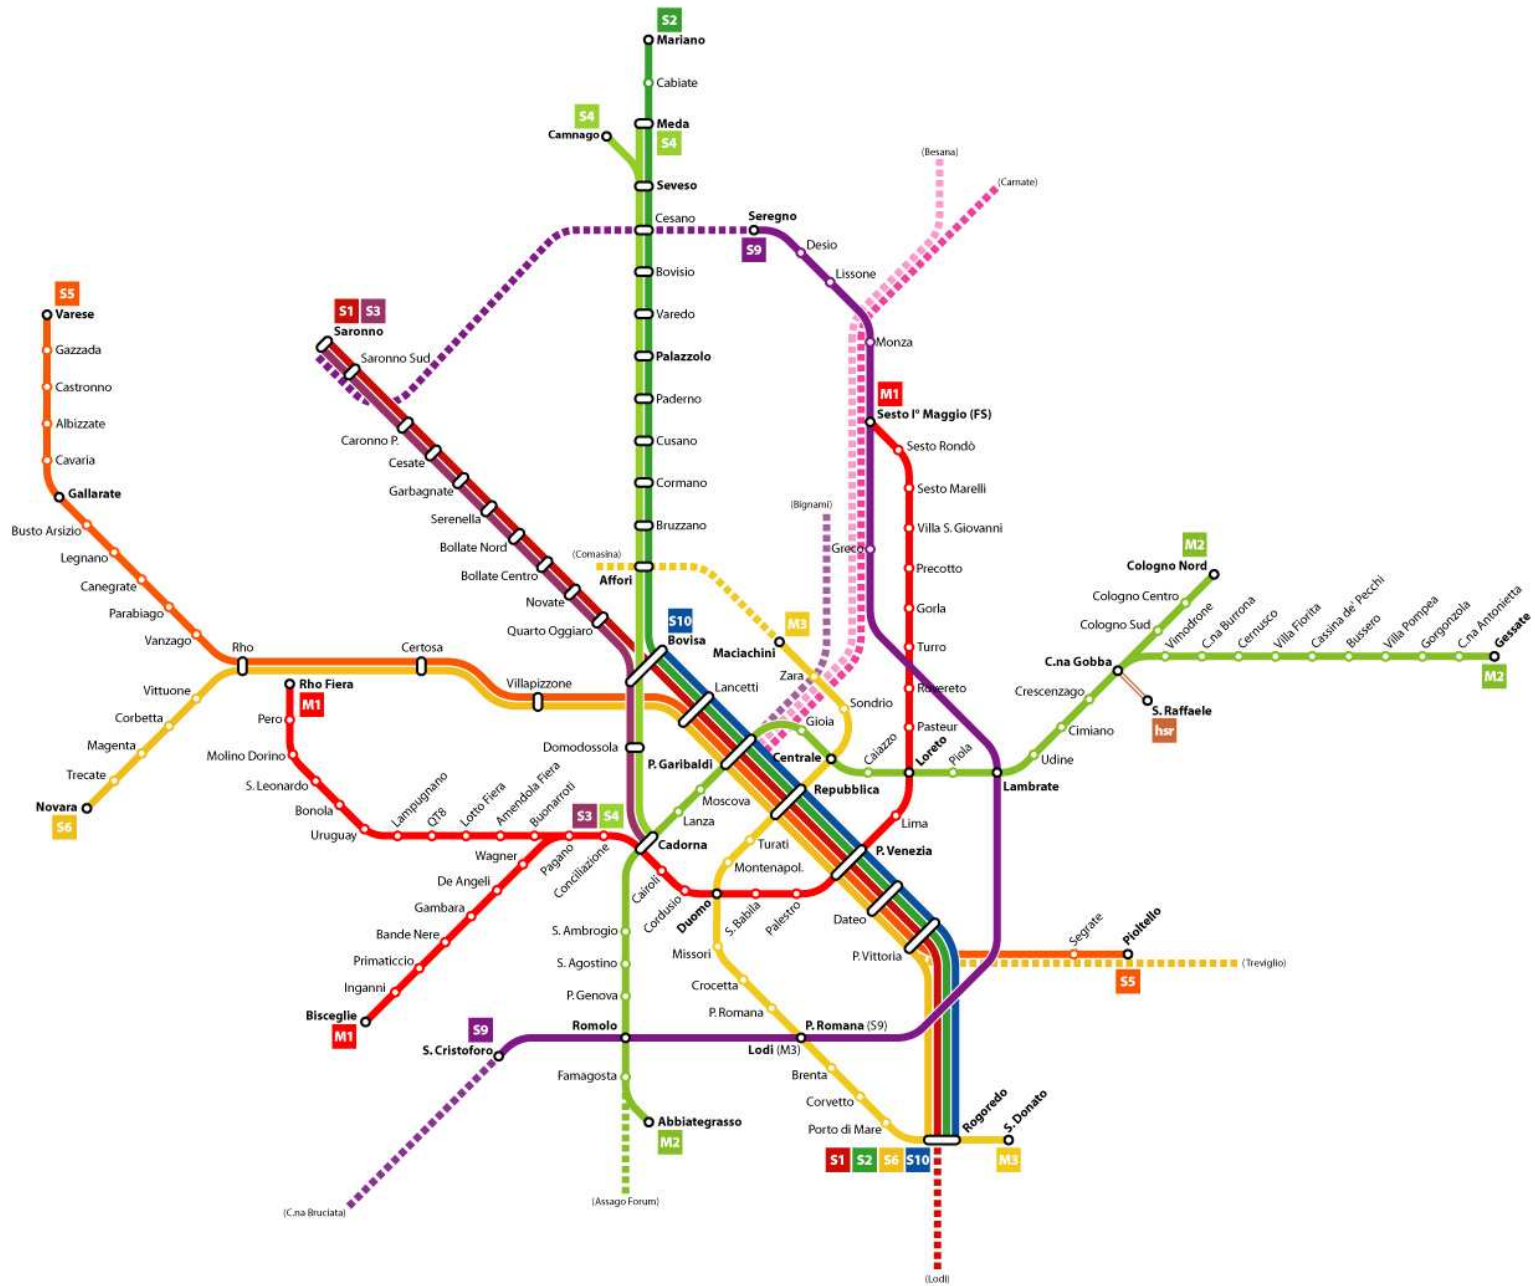 S2
Mariano
Cabiate
S4
Camnago
Meda
S4
Seveso
Cesano
Seregno
S9
Desio
Lissone
(Besana)
(Carnate)
Bovisio
Varedo
Palazzolo
Paderno
Cusano
Cormano
Bruzzano
(Comasina)
Affori
Monza
M1
Sesto I° Maggio (FS)
Sesto Rondò
Sesto Marelli
Villa S. Giovanni
Precotto
Gorla
Turro
Rovereto
Pasteur
Loreto
Lima
Greco
(Bignami)
S5
Varese
Gazzada
Castronno
Albizzate
Cavaria
Gallarate
Busto Arsizio
Legnano
Canegrate
Parabiago
Vanzago
Rho
Certosa
Villapizzone
S1 S3
Saronno
Saronno Sud
Caronno P.
Cesate
Garbagnate
Serenella
Bollate Nord
Bollate Centro
Novate
Quarto Oggiaro
S10
Bovisa
Lancetti
P. Garibaldi
Repubblica
P. Venezia
Dateo
P. Vittoria
M3
Maciachini
Zara
Sondrio
Gioia
Centrale
Caiazzo
Piola
Lambrate
Udine
Cimiano
Crescenzago
C.na Gobba
S. Raffaele
hsr
M2
Cologno Nord
Cologno Centro
Cologno Sud
Vimodrone
C.na Burrona
Cernusco
Villa Fiorita
Cassina de' Pecchi
Bussero
Villa Pompea
Gorgonzola
C.na Antonietta
Gessate
M2
Vittuone
Corbetta
Magenta
Trecate
Novara
S6
Rho Fiera
M1
Pero
Molino Dorino
S. Leonardo
Bonola
Uruguay
Lampugnano
QT8
Lotto Fiera
Amendola Fiera
Buonarroti
Pagano
Conciliazione
Domodossola
S3 S4
Cadorna
Moscova
Lanza
Turati
Montenapol.
Cairoli
Cordusio
Duomo
S. Babila
Palestro
Wagner
De Angeli
Gambara
Bande Nere
Primaticcio
Inganni
Bisceglie
M1
S. Ambrogio
S. Agostino
P. Genova
Romolo
Famagosta
Abbiategrasso
M2
(Assago Forum)
Missori
Crocetta
P. Romana
P. Romana (S9)
Lodi (M3)
Brenta
Corvetto
Porto di Mare
Rogoredo
S. Donato
S1 S2 S6 S10
M3
Segrate
Pioltello
S5
(Treviglio)
S9
S. Cristoforo
(C.na Bruciata)
(Lodi)